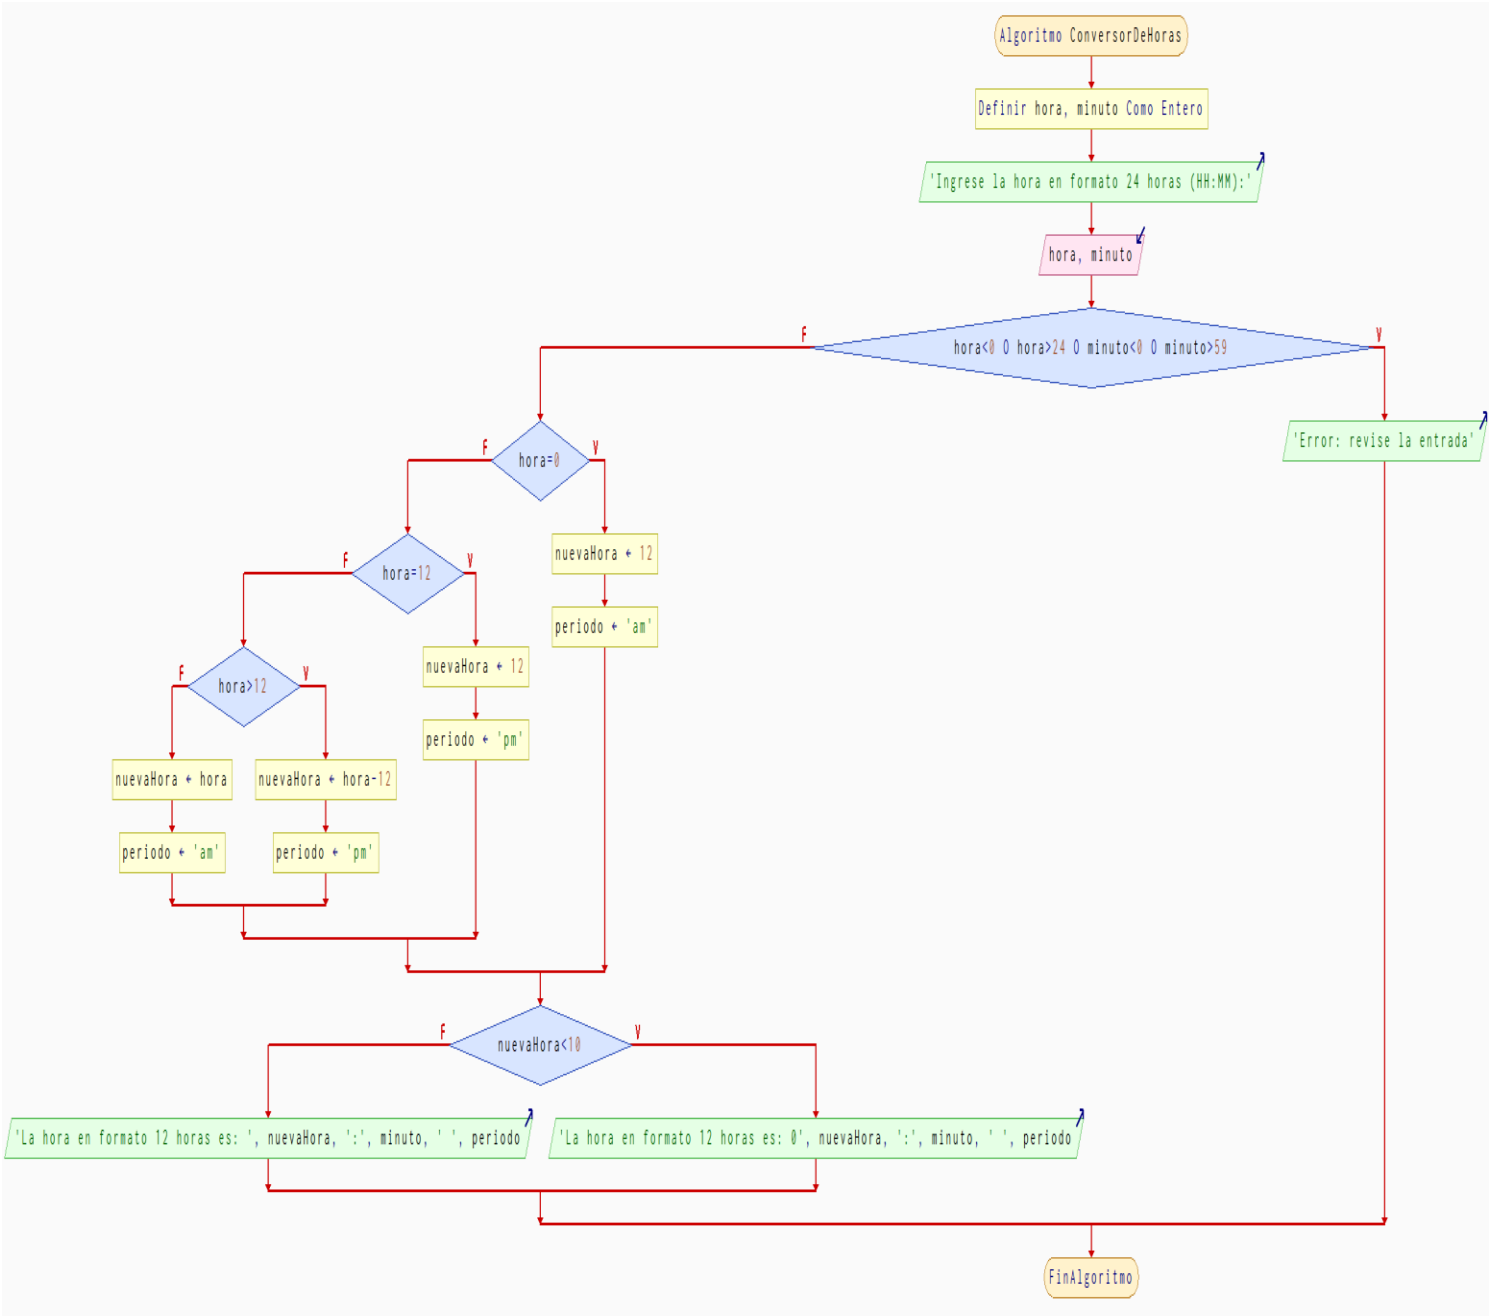 Algoritmo ConversorDeHoras
Definir hora, minuto Como Entero
'Ingrese la hora en formato 24 horas (HH:MM):'
hora, minuto
F
V
hora<0 O hora>24 O minuto<0 O minuto>59
'Error: revise la entrada'
F
V
hora=0
nuevaHora ← 12
periodo ← 'am'
F
V
hora=12
nuevaHora ← 12
periodo ← 'pm'
F
V
hora>12
nuevaHora ← hora
nuevaHora ← hora-12
periodo ← 'am'
periodo ← 'pm'
F
V
nuevaHora<10
'La hora en formato 12 horas es: ', nuevaHora, ':', minuto, ' ', periodo
'La hora en formato 12 horas es: 0', nuevaHora, ':', minuto, ' ', periodo
FinAlgoritmo